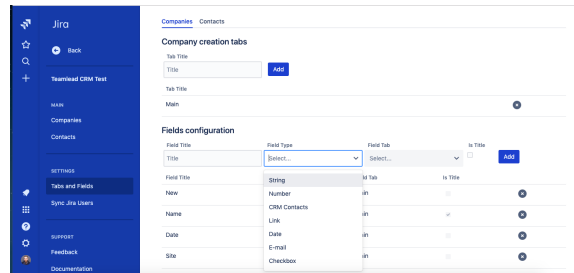 Jira
Back
Teamlead CRM Test
MAIN
Companies
Contacts
SETTINGS
Tabs and Fields
Sync Jira Users
SUPPORT
Feedback
Documentation
Companies Contacts
Company creation tabs
Tab Title
Title Add
Tab Title
Main
Fields configuration
Field Title Field Type Field Tab Is Title
Title Select... Select... Add
Field Title Is Title
String
Number
CRM Contacts
Link
Date
E-mail
Checkbox
New
Name
Date
Site